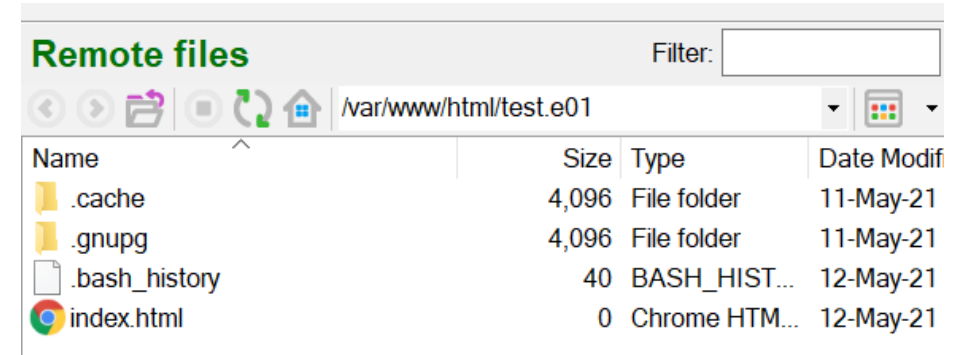 Remote files Filter:
/var/www/html/test.e01
Name Size Type Date Modifi
.cache 4,096 File folder 11-May-21
.gnupg 4,096 File folder 11-May-21
.bash_history 40 BASH_HIST... 12-May-21
index.html 0 Chrome HTM... 12-May-21